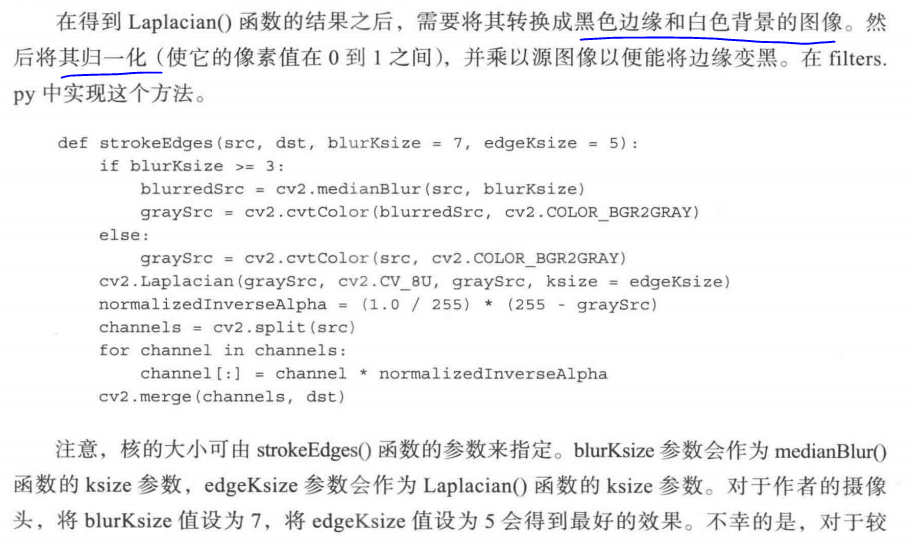 在得到 Laplacian() 函数的结果之后，需要将其转换成黑色边缘和白色背景的图像。然
后将其归一化（使它的像素值在 0 到 1 之间），并乘以源图像以便能将边缘变黑。在 filters.
py 中实现这个方法。
def strokeEdges(src, dst, blurKsize = 7, edgeKsize = 5):
    if blurKsize >= 3:
        blurredSrc = cv2.medianBlur(src, blurKsize)
        graySrc = cv2.cvtColor(blurredSrc, cv2.COLOR_BGR2GRAY)
    else:
        graySrc = cv2.cvtColor(src, cv2.COLOR_BGR2GRAY)
    cv2.Laplacian(graySrc, cv2.CV_8U, graySrc, ksize = edgeKsize)
    normalizedInverseAlpha = (1.0 / 255) * (255 - graySrc)
    channels = cv2.split(src)
    for channel in channels:
        channel[:] = channel * normalizedInverseAlpha
    cv2.merge(channels, dst)
注意，核的大小可由 strokeEdges() 函数的参数来指定。blurKsize 参数会作为 medianBlur()
函数的 ksize 参数，edgeKsize 参数会作为 Laplacian() 函数的 ksize 参数。对于作者的摄像
头，将 blurKsize 值设为 7，将 edgeKsize 值设为 5 会得到最好的效果。不幸的是，对于较